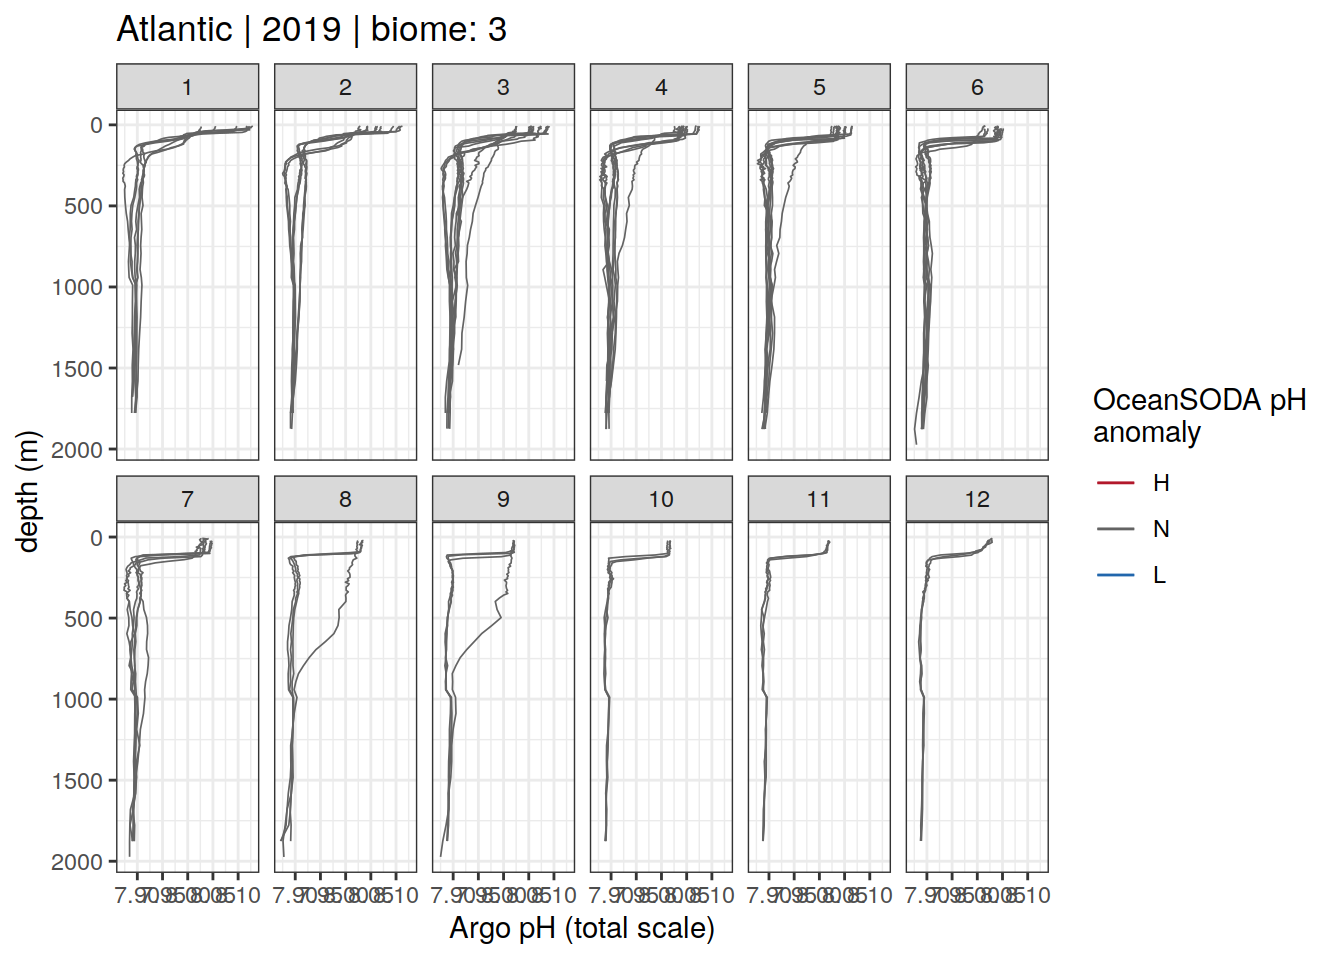 Atlantic | 2019 | biome: 3
1 2 3 4 5 6
0
500
1000
1500
2000
depth (m)
7 8 9 10 11 12
0
500
1000
1500
2000
Argo pH (total scale)
OceanSODA pH
anomaly
H
N
L